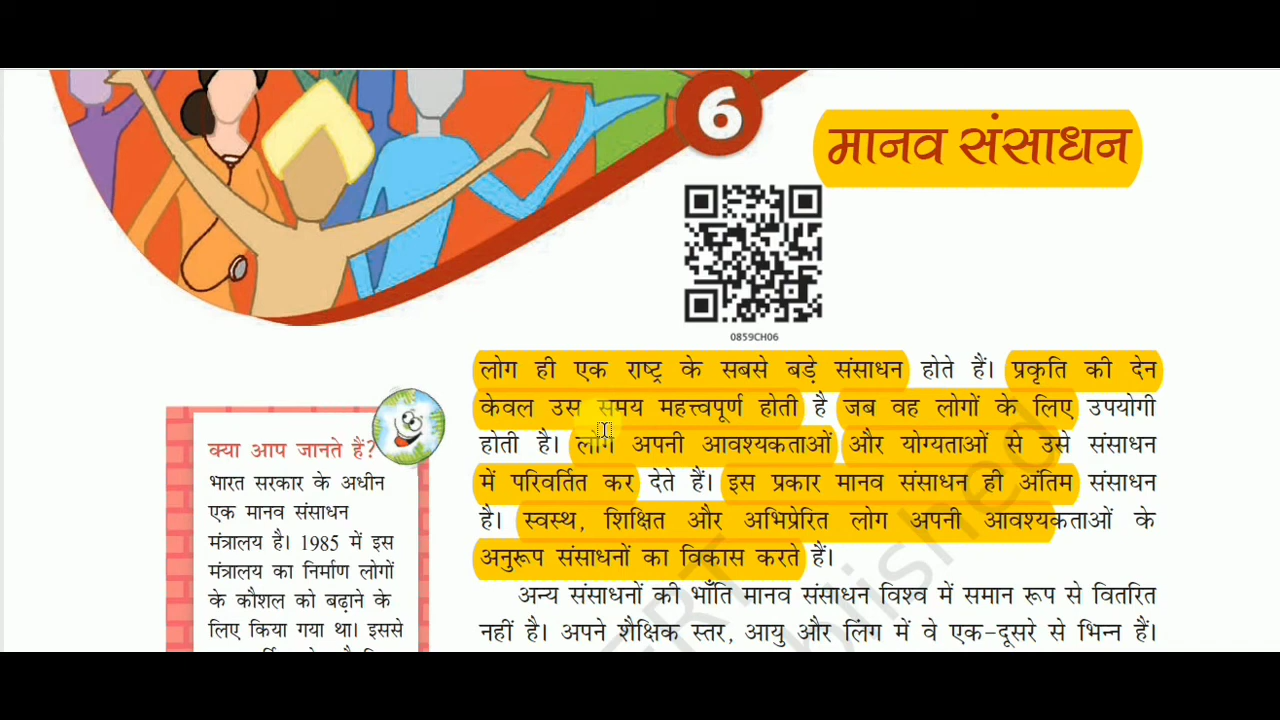 6
मानव संसाधन
0859CH06
लोग ही एक राष्ट्र के सबसे बड़े संसाधन होते हैं। प्रकृति की देन
केवल उस समय महत्त्वपूर्ण होती है जब वह लोगों के लिए उपयोगी
होती है। लोग अपनी आवश्यकताओं और योग्यताओं से उसे संसाधन
में परिवर्तित कर देते हैं। इस प्रकार मानव संसाधन ही अंतिम संसाधन
है। स्वस्थ, शिक्षित और अभिप्रेरित लोग अपनी आवश्यकताओं के
अनुरूप संसाधनों का विकास करते हैं।
अन्य संसाधनों की भाँति मानव संसाधन विश्व में समान रूप से वितरित
नहीं है। अपने शैक्षिक स्तर, आयु और लिंग में वे एक-दूसरे से भिन्न हैं।
क्या आप जानते हैं?
भारत सरकार के अधीन
एक मानव संसाधन
मंत्रालय है। 1985 में इस
मंत्रालय का निर्माण लोगों
के कौशल को बढ़ाने के
लिए किया गया था। इससे